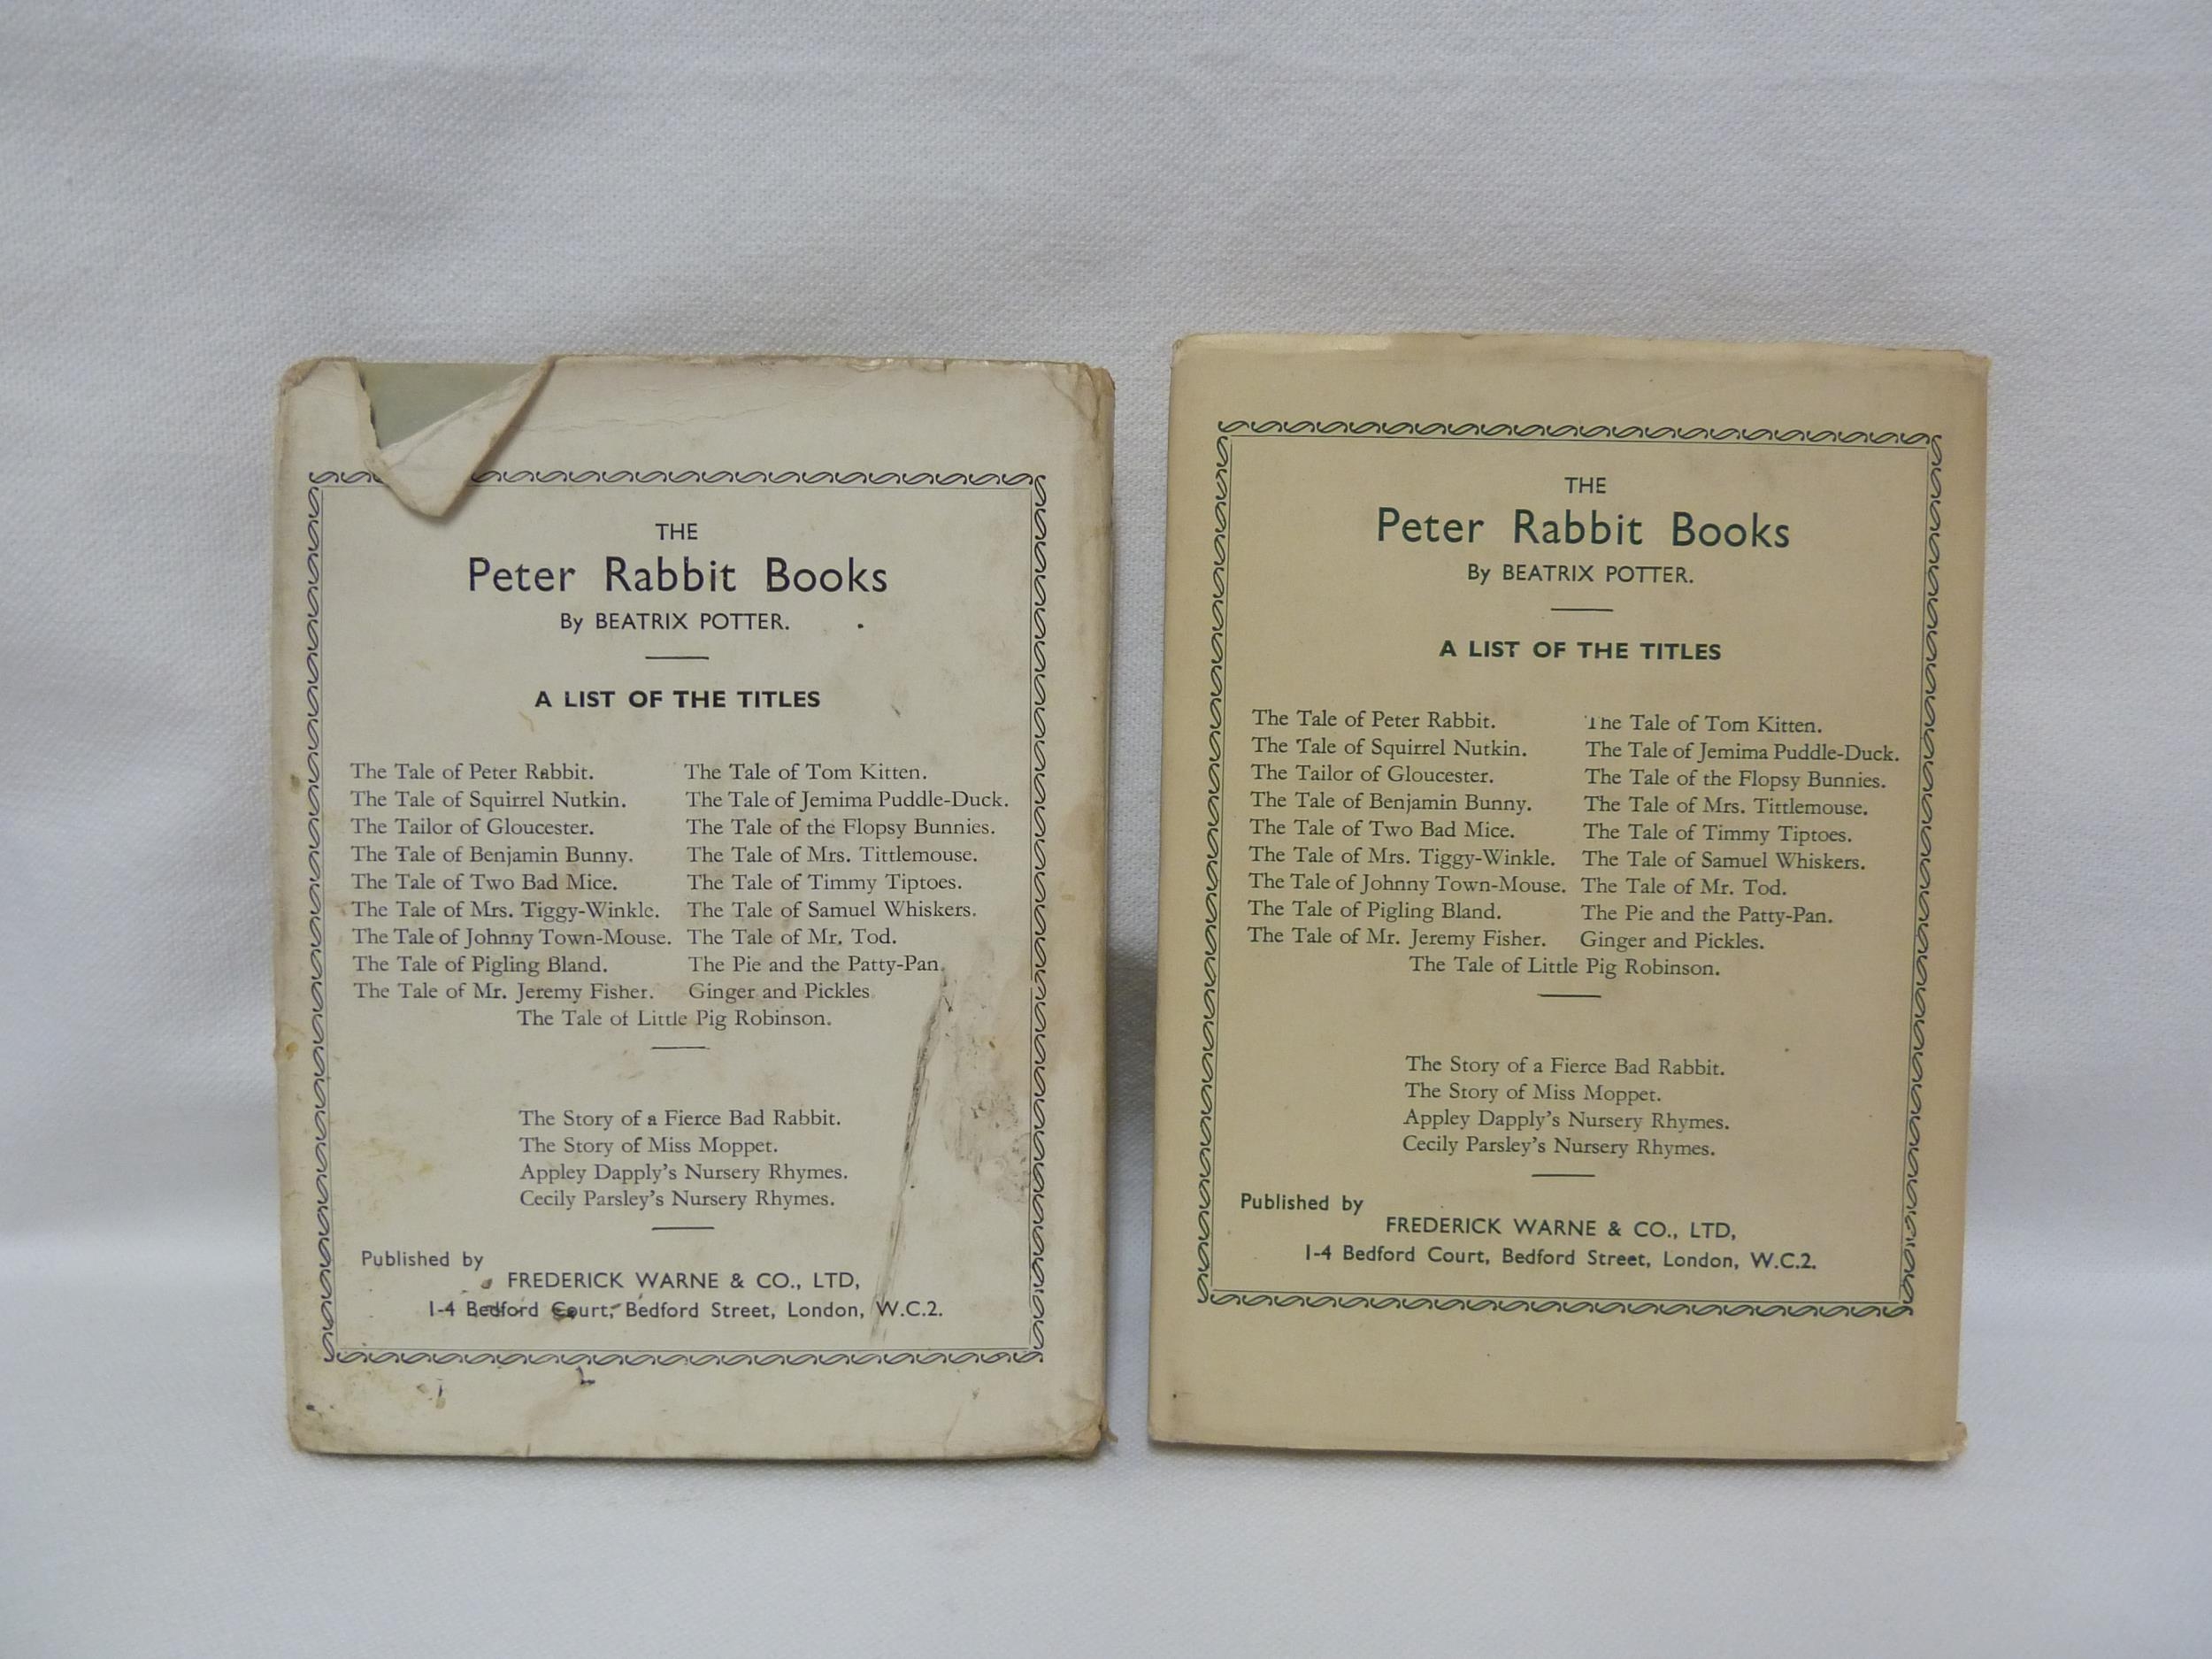 THE
Peter Rabbit Books
By BEATRIX POTTER.
A LIST OF THE TITLES
The Tale of Peter Rabbit.
The Tale of Squirrel Nutkin.
The Tailor of Gloucester.
The Tale of Benjamin Bunny.
The Tale of Two Bad Mice.
The Tale of Mrs. Tiggy-Winkle.
The Tale of Johnny Town-Mouse.
The Tale of Pigling Bland.
The Tale of Mr. Jeremy Fisher.
The Tale of Tom Kitten.
The Tale of Jemima Puddle-Duck.
The Tale of the Flopsy Bunnies.
The Tale of Mrs. Tittlemouse.
The Tale of Timmy Tiptoes.
The Tale of Samuel Whiskers.
The Tale of Mr. Tod.
The Pie and the Patty-Pan.
Ginger and Pickles
The Tale of Little Pig Robinson.
The Story of a Fierce Bad Rabbit.
The Story of Miss Moppet.
Appley Dapply's Nursery Rhymes.
Cecily Parsley's Nursery Rhymes.
Published by
FREDERICK WARNE & CO., LTD,
1-4 Bedford Court, Bedford Street, London, W.C.2.
THE
Peter Rabbit Books
By BEATRIX POTTER.
A LIST OF THE TITLES
The Tale of Peter Rabbit.
The Tale of Squirrel Nutkin.
The Tailor of Gloucester.
The Tale of Benjamin Bunny.
The Tale of Two Bad Mice.
The Tale of Mrs. Tiggy-Winkle.
The Tale of Johnny Town-Mouse.
The Tale of Pigling Bland.
The Tale of Mr. Jeremy Fisher.
The Tale of Tom Kitten.
The Tale of Jemima Puddle-Duck.
The Tale of the Flopsy Bunnies.
The Tale of Mrs. Tittlemouse.
The Tale of Timmy Tiptoes.
The Tale of Samuel Whiskers.
The Tale of Mr. Tod.
The Pie and the Patty-Pan.
Ginger and Pickles.
The Tale of Little Pig Robinson.
The Story of a Fierce Bad Rabbit.
The Story of Miss Moppet.
Appley Dapply's Nursery Rhymes.
Cecily Parsley's Nursery Rhymes.
Published by
FREDERICK WARNE & CO., LTD,
1-4 Bedford Court, Bedford Street, London, W.C.2.